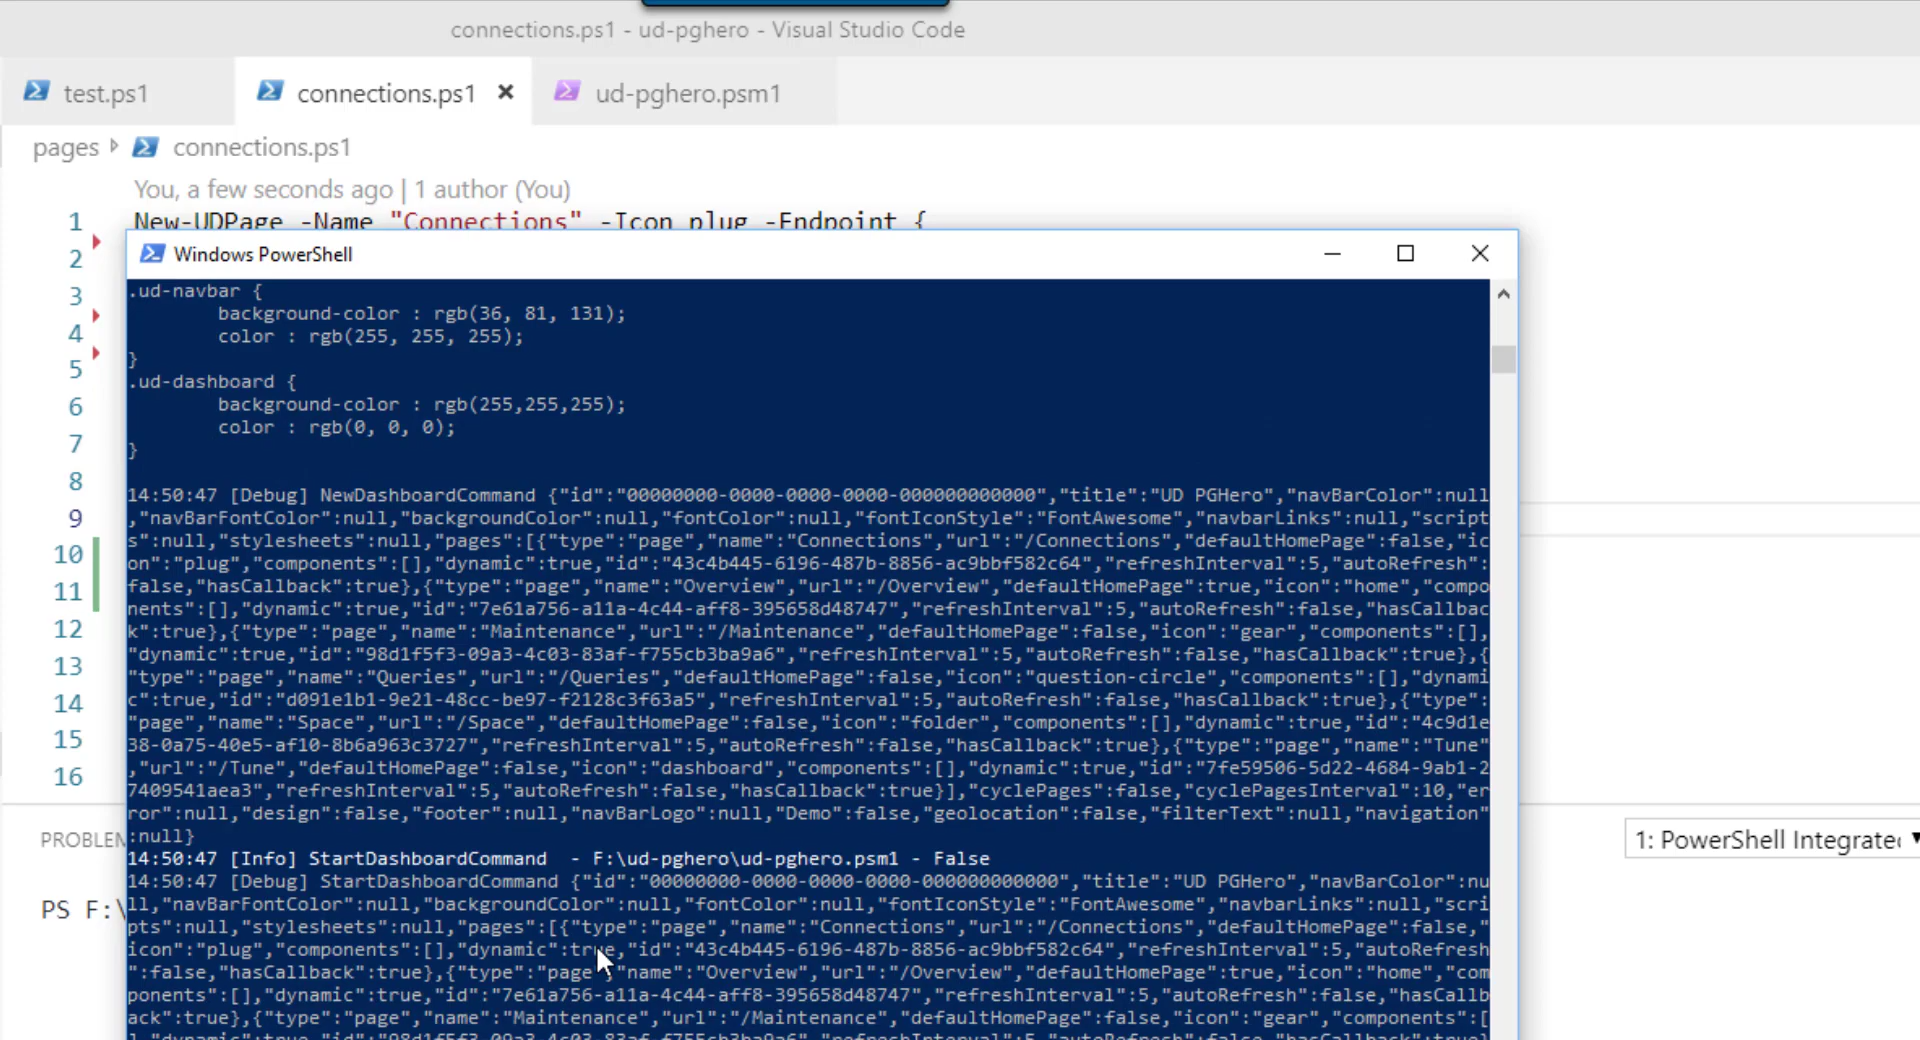 connections.ps1 - ud-pghero - Visual Studio Code
test.ps1
connections.ps1
ud-pghero.psm1
pages
connections.ps1
You, a few seconds ago | 1 author (You)
1 New-UDPage -Name "Connections" -Icon plug -Endpoint {
2
3
4
5
6
7
8
9
10
11
12
13
14
15
16
Windows PowerShell
.ud-navbar {
background-color : rgb(36, 81, 131);
color : rgb(255, 255, 255);
}
.ud-dashboard {
background-color : rgb(255,255,255);
color : rgb(0, 0, 0);
}
14:50:47 [Debug] NewDashboardCommand {"id":"00000000-0000-0000-0000-000000000000","title":"UD PGHero","navBarColor":null
,"navBarFontColor":null,"backgroundColor":null,"fontColor":null,"fontIconStyle":"FontAwesome","navbarLinks":null,"script
s":null,"stylesheets":null,"pages":[{"type":"page","name":"Connections","url":"/Connections","defaultHomePage":false,"ic
on":"plug","components":[],"dynamic":true,"id":"43c4b445-6196-487b-8856-ac9bbf582c64","refreshInterval":5,"autoRefresh":
false,"hasCallback":true},{"type":"page","name":"Overview","url":"/Overview","defaultHomePage":true,"icon":"home","compo
nents":[],"dynamic":true,"id":"7e61a756-a11a-4c44-aff8-395658d48747","refreshInterval":5,"autoRefresh":false,"hasCallbac
k":true},{"type":"page","name":"Maintenance","url":"/Maintenance","defaultHomePage":false,"icon":"gear","components":[],
"dynamic":true,"id":"98d1f5f3-09a3-4c03-83af-f755cb3ba9a6","refreshInterval":5,"autoRefresh":false,"hasCallback":true},{
"type":"page","name":"Queries","url":"/Queries","defaultHomePage":false,"icon":"question-circle","components":[],"dynami
c":true,"id":"d091e1b1-9e21-48cc-be97-f2128c3f63a5","refreshInterval":5,"autoRefresh":false,"hasCallback":true},{"type":
"page","name":"Space","url":"/Space","defaultHomePage":false,"icon":"folder","components":[],"dynamic":true,"id":"4c9d1e
38-0a75-40e5-af10-8b6a963c3727","refreshInterval":5,"autoRefresh":false,"hasCallback":true},{"type":"page","name":"Tune"
,"url":"/Tune","defaultHomePage":false,"icon":"dashboard","components":[],"dynamic":true,"id":"7fe59506-5d22-4684-9ab1-2
7409541aea3","refreshInterval":5,"autoRefresh":false,"hasCallback":true}],"cyclePages":false,"cyclePagesInterval":10,"er
ror":null,"design":false,"footer":null,"navBarLogo":null,"Demo":false,"geolocation":false,"filterText":null,"navigation"
:null}
14:50:47 [Info] StartDashboardCommand  - F:\ud-pghero\ud-pghero.psm1 - False
14:50:47 [Debug] StartDashboardCommand {"id":"00000000-0000-0000-0000-000000000000","title":"UD PGHero","navBarColor":nu
ll,"navBarFontColor":null,"backgroundColor":null,"fontColor":null,"fontIconStyle":"FontAwesome","navbarLinks":null,"scri
pts":null,"stylesheets":null,"pages":[{"type":"page","name":"Connections","url":"/Connections","defaultHomePage":false,"
icon":"plug","components":[],"dynamic":true,"id":"43c4b445-6196-487b-8856-ac9bbf582c64","refreshInterval":5,"autoRefresh
":false,"hasCallback":true},{"type":"page","name":"Overview","url":"/Overview","defaultHomePage":true,"icon":"home","com
ponents":[],"dynamic":true,"id":"7e61a756-a11a-4c44-aff8-395658d48747","refreshInterval":5,"autoRefresh":false,"hasCallb
ack":true},{"type":"page","name":"Maintenance","url":"/Maintenance","defaultHomePage":false,"icon":"gear","components":[
],"dynamic":true,"id":"98d1f5f3-09a3-4c03-83af-f755cb3ba9a6","refreshInterval":5,"autoRefresh":false,"hasCallback":true}
PROBLEM
1: PowerShell Integrate
PS F:\